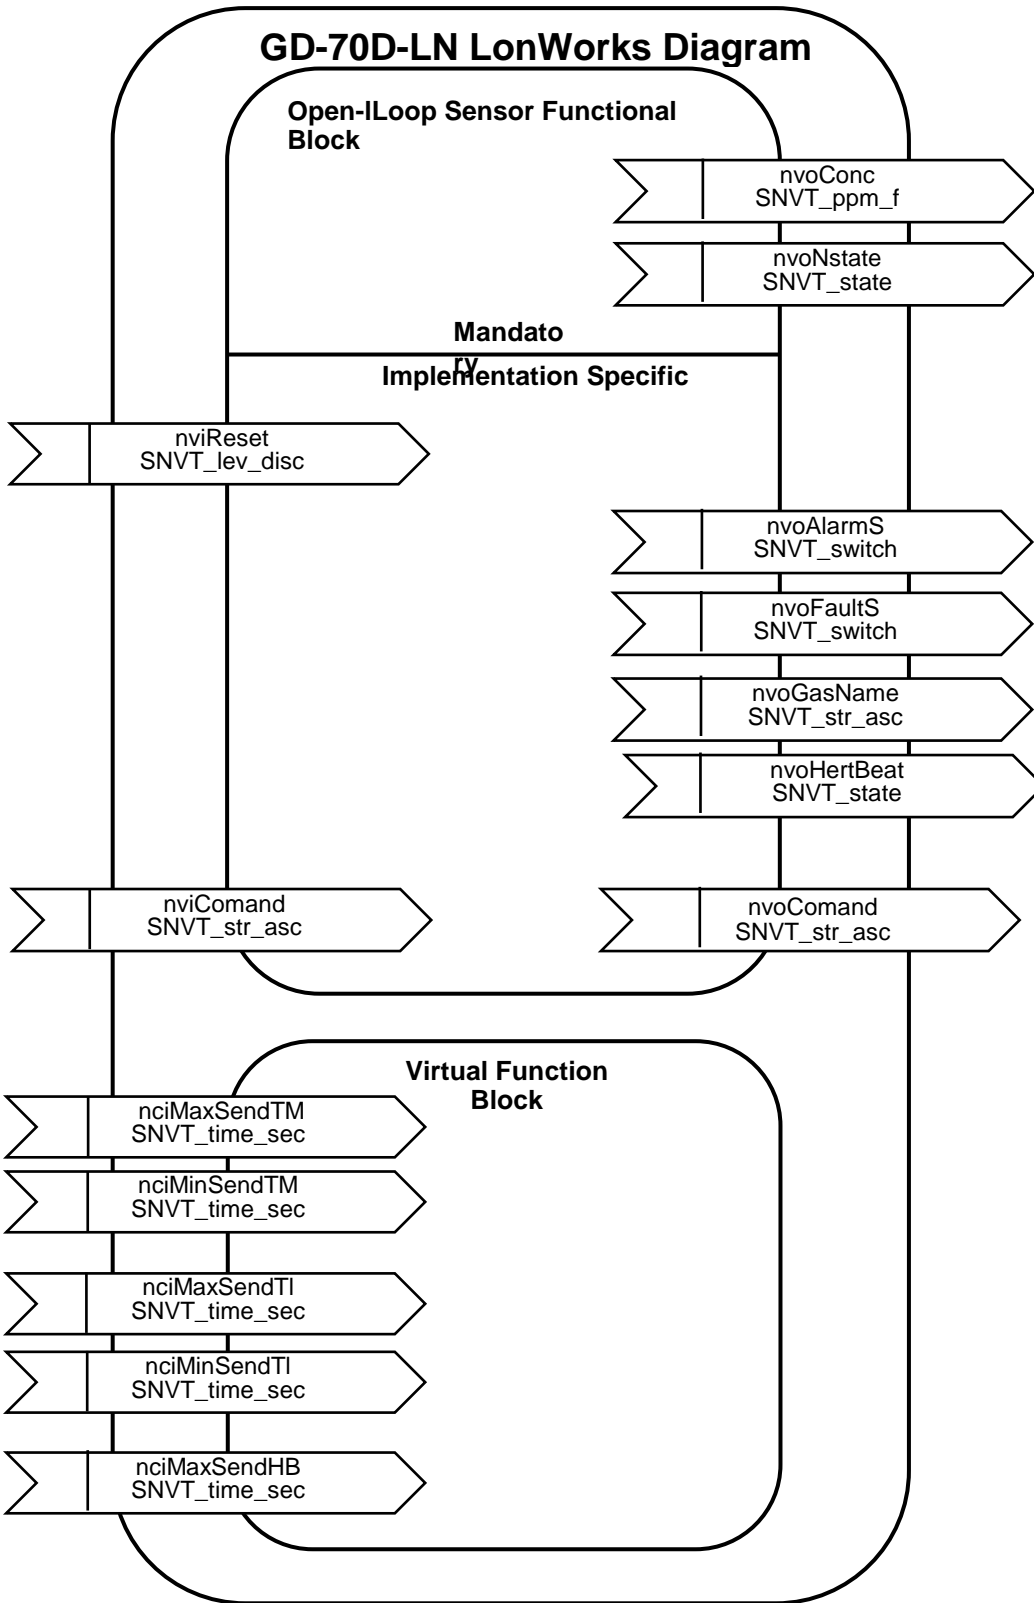 GD-70D-LN LonWorks Diagram
Open-lLoop Sensor Functional
Block
nvoConc
SNVT_ppm_f
nvoNstate
SNVT_state
Mandato
ry
Implementation Specific
nviReset
SNVT_lev_disc
nvoAlarmS
SNVT_switch
nvoFaultS
SNVT_switch
nvoGasName
SNVT_str_asc
nvoHertBeat
SNVT_state
nviComand
SNVT_str_asc
nvoComand
SNVT_str_asc
Virtual Function
Block
nciMaxSendTM
SNVT_time_sec
nciMinSendTM
SNVT_time_sec
nciMaxSendTI
SNVT_time_sec
nciMinSendTI
SNVT_time_sec
nciMaxSendHB
SNVT_time_sec